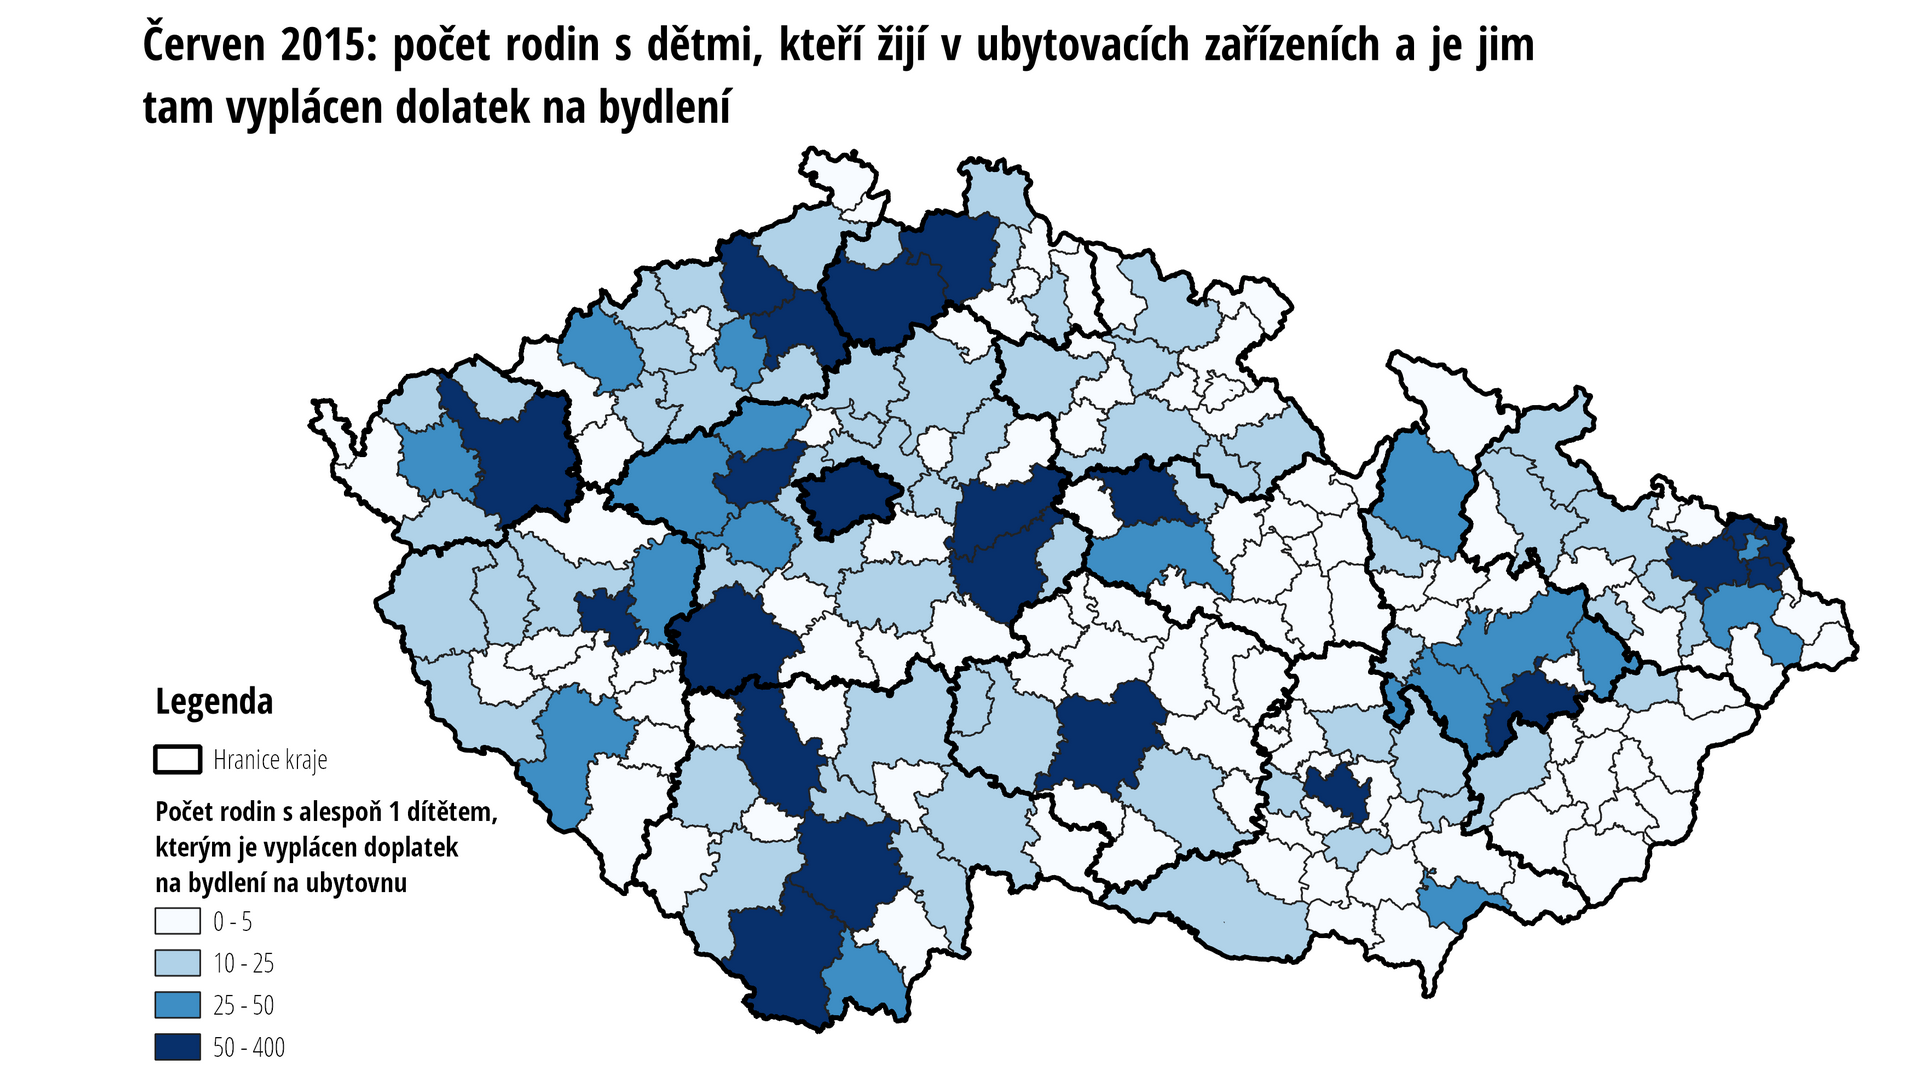 Červen 2015: počet rodin s dětmi, kteří žijí v ubytovacích zařízeních a je jim
tam vyplácen dolatek na bydlení
Legenda
Hranice kraje
Počet rodin s alespoň 1 dítětem,
kterým je vyplácen doplatek
na bydlení na ubytovnu
0 - 5
10 - 25
25 - 50
50 - 400